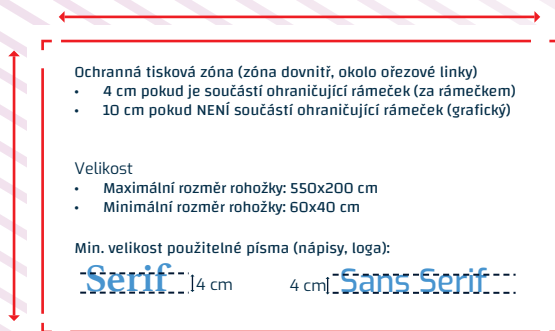 Ochranná tisková zóna (zóna dovnitř, okolo ořezové linky)
• 4 cm pokud je součástí ohraničující rámeček (za rámečkem)
• 10 cm pokud NENÍ součástí ohraničující rámeček (grafický)
Velikost
• Maximální rozměr rohožky: 550x200 cm
• Minimální rozměr rohožky: 60x40 cm
Min. velikost použitelné písma (nápisy, loga):
Serif 4 cm 4 cm Sans Serif